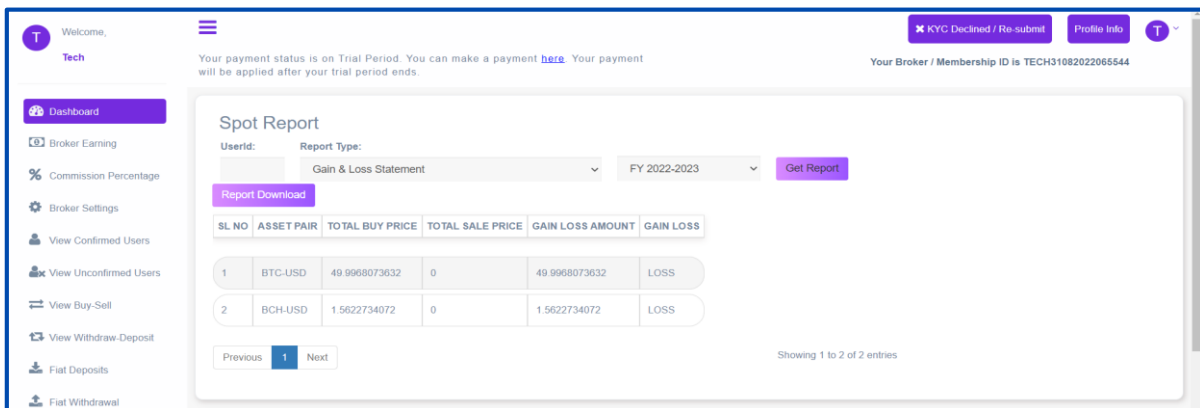 T
Welcome,
Tech
Dashboard
Broker Earning
Commission Percentage
Broker Settings
View Confirmed Users
View Unconfirmed Users
View Buy-Sell
View Withdraw-Deposit
Fiat Deposits
Fiat Withdrawal
KYC Declined / Re-submit
Profile Info
T
Your payment status is on Trial Period. You can make a payment here. Your payment
will be applied after your trial period ends.
Your Broker / Membership ID is TECH31082022065544
Spot Report
UserId: Report Type:
Gain & Loss Statement FY 2022-2023 Get Report
Report Download
SL NO ASSET PAIR TOTAL BUY PRICE TOTAL SALE PRICE GAIN LOSS AMOUNT GAIN LOSS
1 BTC-USD 49.9968073632 0 49.9968073632 LOSS
2 BCH-USD 1.5622734072 0 1.5622734072 LOSS
Previous 1 Next
Showing 1 to 2 of 2 entries